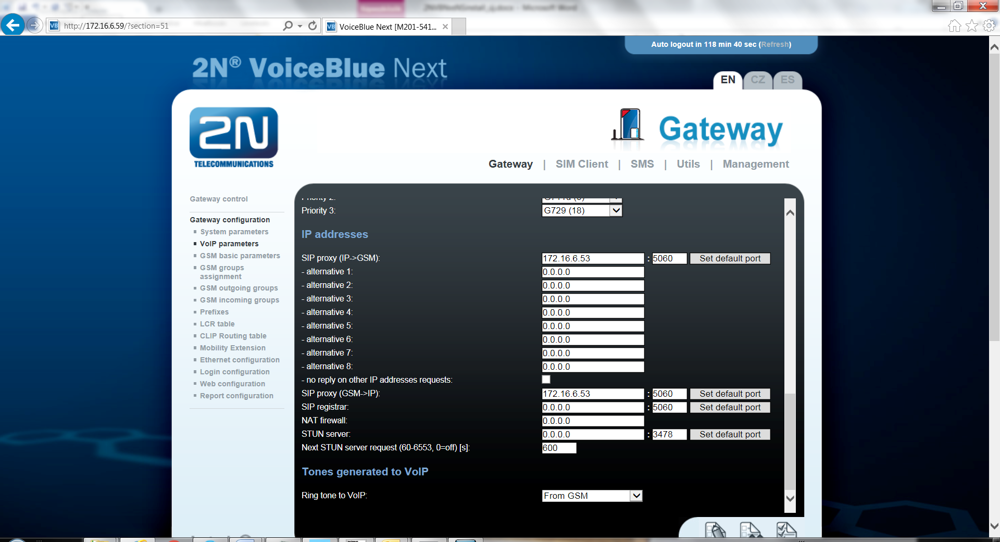 http://172.16.6.59/?section=51
VoiceBlue Next [M201-541...
Auto logout in 118 min 40 sec (Refresh)
2N® VoiceBlue Next
EN CZ ES
2N
TELECOMMUNICATIONS
Gateway
Gateway | SIM Client | SMS | Utils | Management
Gateway control
Gateway configuration
System parameters
VoIP parameters
GSM basic parameters
GSM groups
assignment
GSM outgoing groups
GSM incoming groups
Prefixes
LCR table
CLIP Routing table
Mobility Extension
Ethernet configuration
Login configuration
Web configuration
Report configuration
Priority 3: G729 (18)
IP addresses
SIP proxy (IP->GSM): 172.16.6.53 : 5060 Set default port
- alternative 1: 0.0.0.0
- alternative 2: 0.0.0.0
- alternative 3: 0.0.0.0
- alternative 4: 0.0.0.0
- alternative 5: 0.0.0.0
- alternative 6: 0.0.0.0
- alternative 7: 0.0.0.0
- alternative 8: 0.0.0.0
- no reply on other IP addresses requests:
SIP proxy (GSM->IP): 172.16.6.53 : 5060 Set default port
SIP registrar: 0.0.0.0 : 5060 Set default port
NAT firewall: 0.0.0.0
STUN server: 0.0.0.0 : 3478 Set default port
Next STUN server request (60-6553, 0=off) [s]: 600
Tones generated to VoIP
Ring tone to VoIP: From GSM